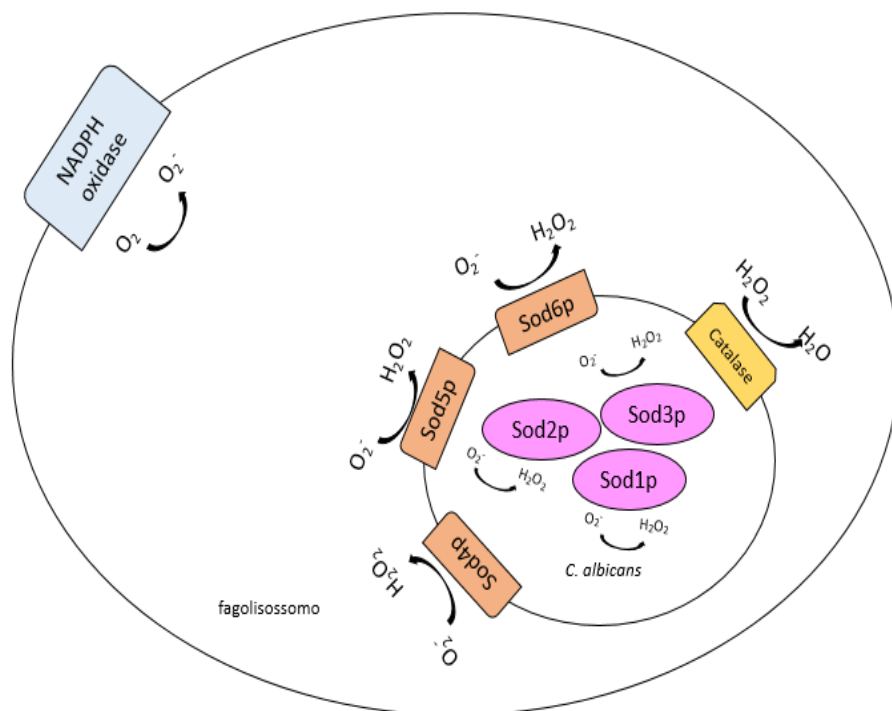 NADPH
oxidase
O₂
O₂⁻
O₂⁻
H₂O₂
Sod6p
H₂O₂
H₂O
Catalase
H₂O₂
O₂⁻
Sod5p
O₂⁻
H₂O₂
Sod3p
Sod2p
O₂⁻
H₂O₂
Sod1p
O₂⁻
H₂O₂
C. albicans
Sod4p
H₂O₂
O₂⁻
fagolisossomo